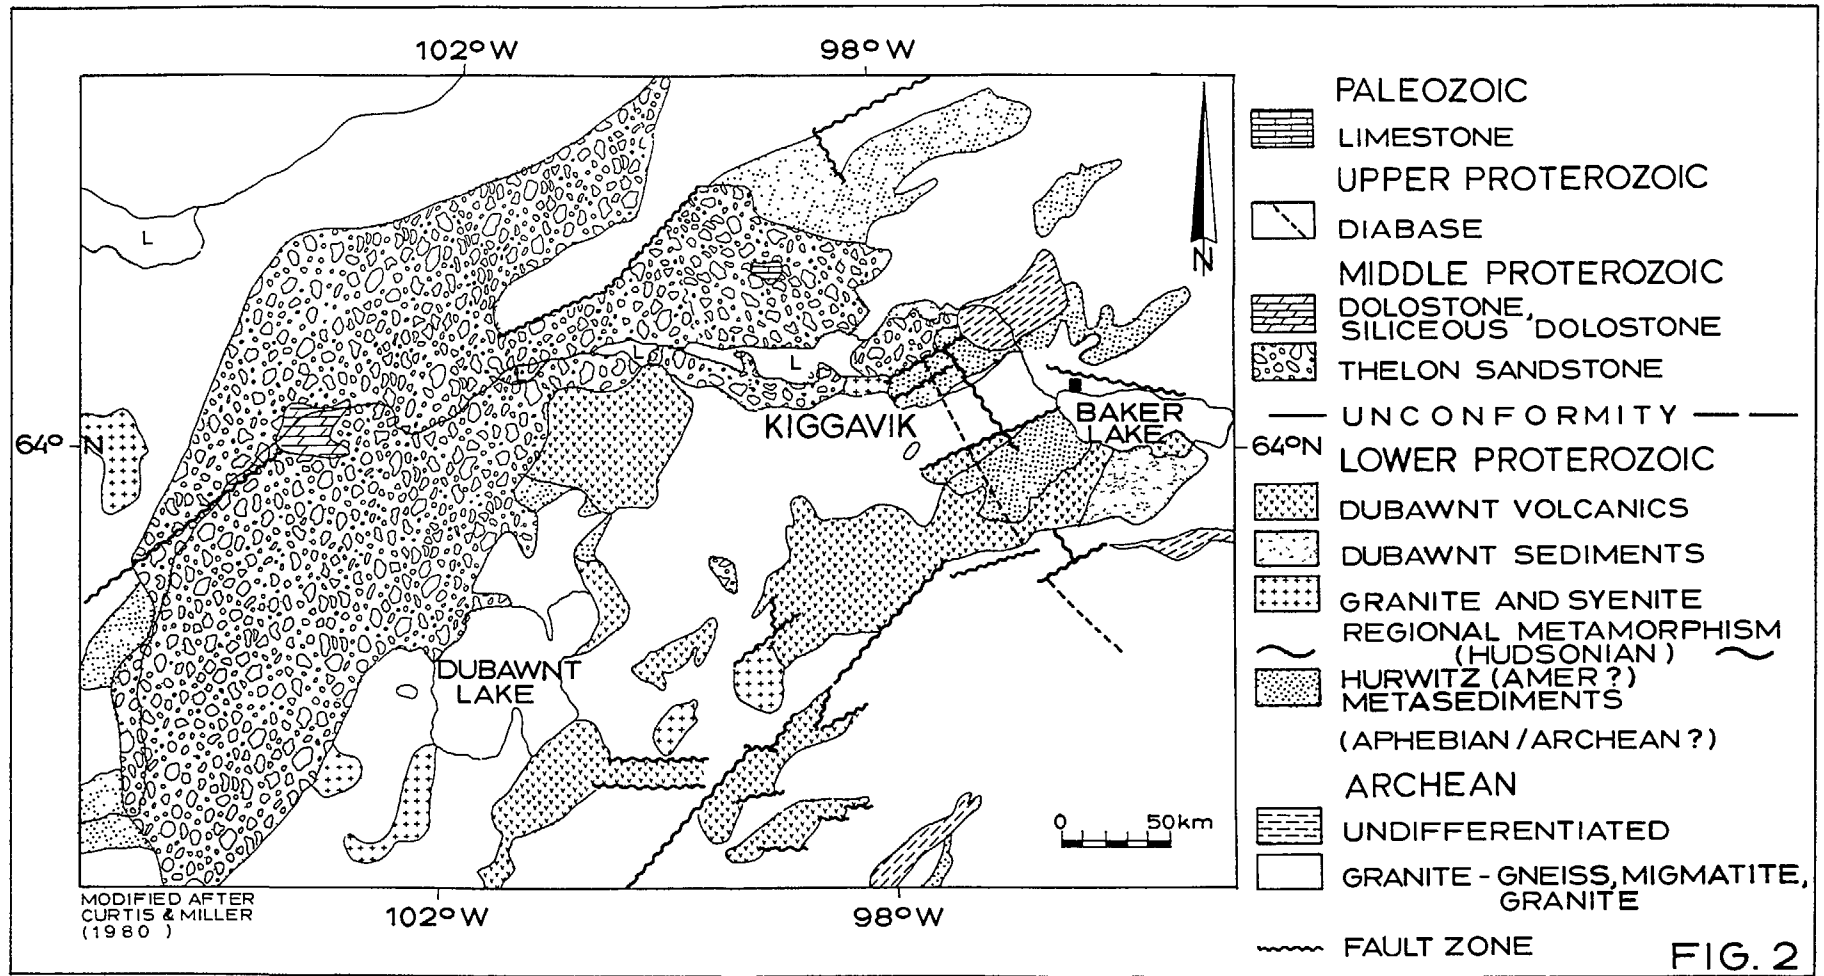 102°W 98°W
L
L
L
L
KIGGAVIK
BAKER
LAKE
64° N
64°N
DUBAWNT
LAKE
N
0 50km
MODIFIED AFTER
CURTIS & MILLER
(1980 )
102°W 98°W
PALEOZOIC
LIMESTONE
UPPER PROTEROZOIC
DIABASE
MIDDLE PROTEROZOIC
DOLOSTONE,
SILICEOUS DOLOSTONE
THELON SANDSTONE
UNCONFORMITY
LOWER PROTEROZOIC
DUBAWNT VOLCANICS
DUBAWNT SEDIMENTS
GRANITE AND SYENITE
REGIONAL METAMORPHISM
(HUDSONIAN)
HURWITZ (AMER ?)
METASEDIMENTS
(APHEBIAN/ARCHEAN?)
ARCHEAN
UNDIFFERENTIATED
GRANITE - GNEISS, MIGMATITE,
GRANITE
FAULT ZONE
FIG. 2